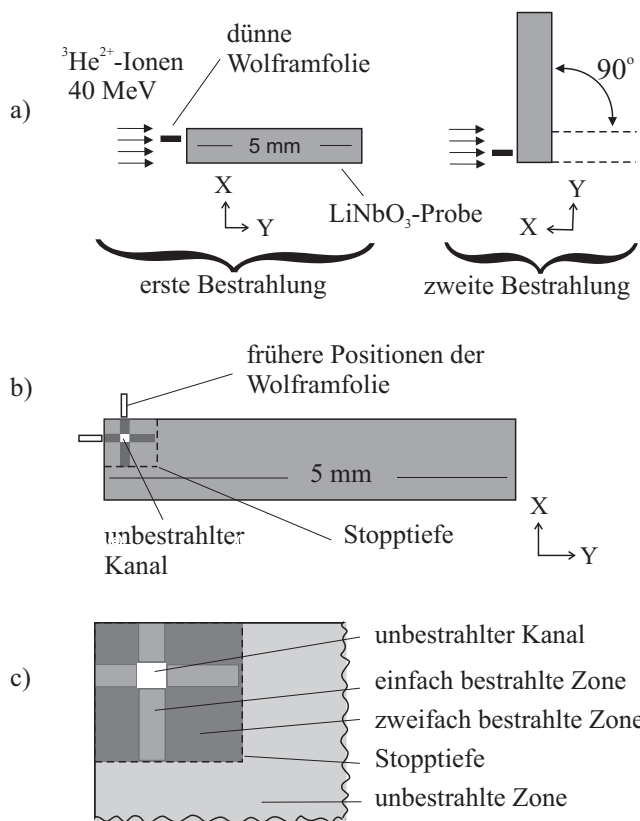 a)
³He²⁺-Ionen
40 MeV
dünne
Wolframfolie
5 mm
X
Y
LiNbO₃-Probe
erste Bestrahlung
90°
Y
X
zweite Bestrahlung
b)
frühere Positionen der
Wolframfolie
5 mm
unbestrahlter
Kanal
Stopptiefe
X
Y
c)
unbestrahlter Kanal
einfach bestrahlte Zone
zweifach bestrahlte Zone
Stopptiefe
unbestrahlte Zone